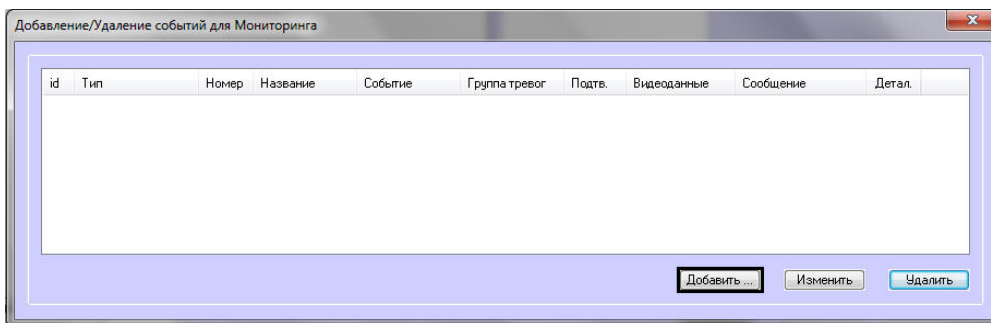 Добавление/Удаление событий для Мониторинга
id Тип Номер Название Событие Группа тревог Подтв. Видеоданные Сообщение Детал.
Добавить ... Изменить Удалить